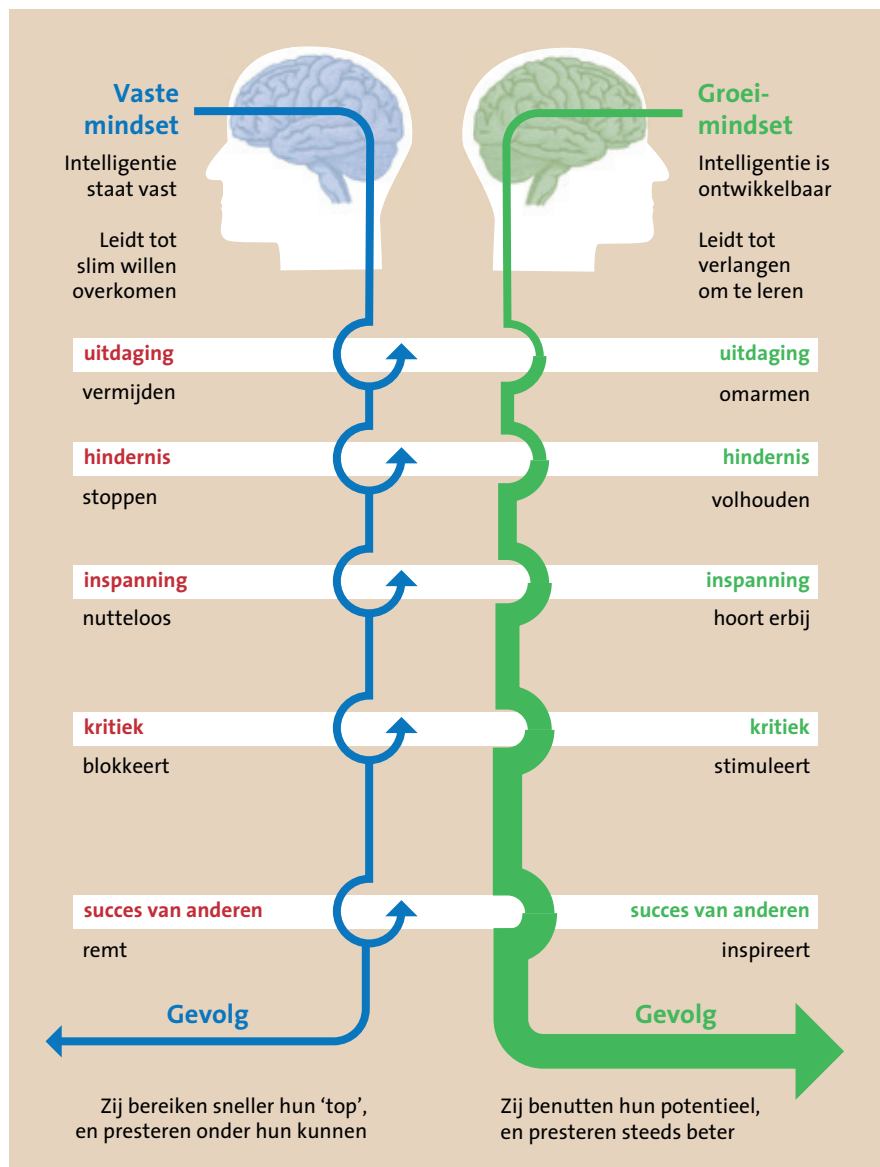 Vaste
mindset
Intelligentie
staat vast
Leidt tot
slim willen
overkomen
Groei-
mindset
Intelligentie is
ontwikkelbaar
Leidt tot
verlangen
om te leren
uitdaging
vermijden
uitdaging
omarmen
hindernis
stoppen
hindernis
volhouden
inspanning
nutteloos
inspanning
hoort erbij
kritiek
blokkeert
kritiek
stimuleert
succes van anderen
remt
succes van anderen
inspireert
Gevolg
Zij bereiken sneller hun ‘top’,
en presteren onder hun kunnen
Gevolg
Zij benutten hun potentieel,
en presteren steeds beter